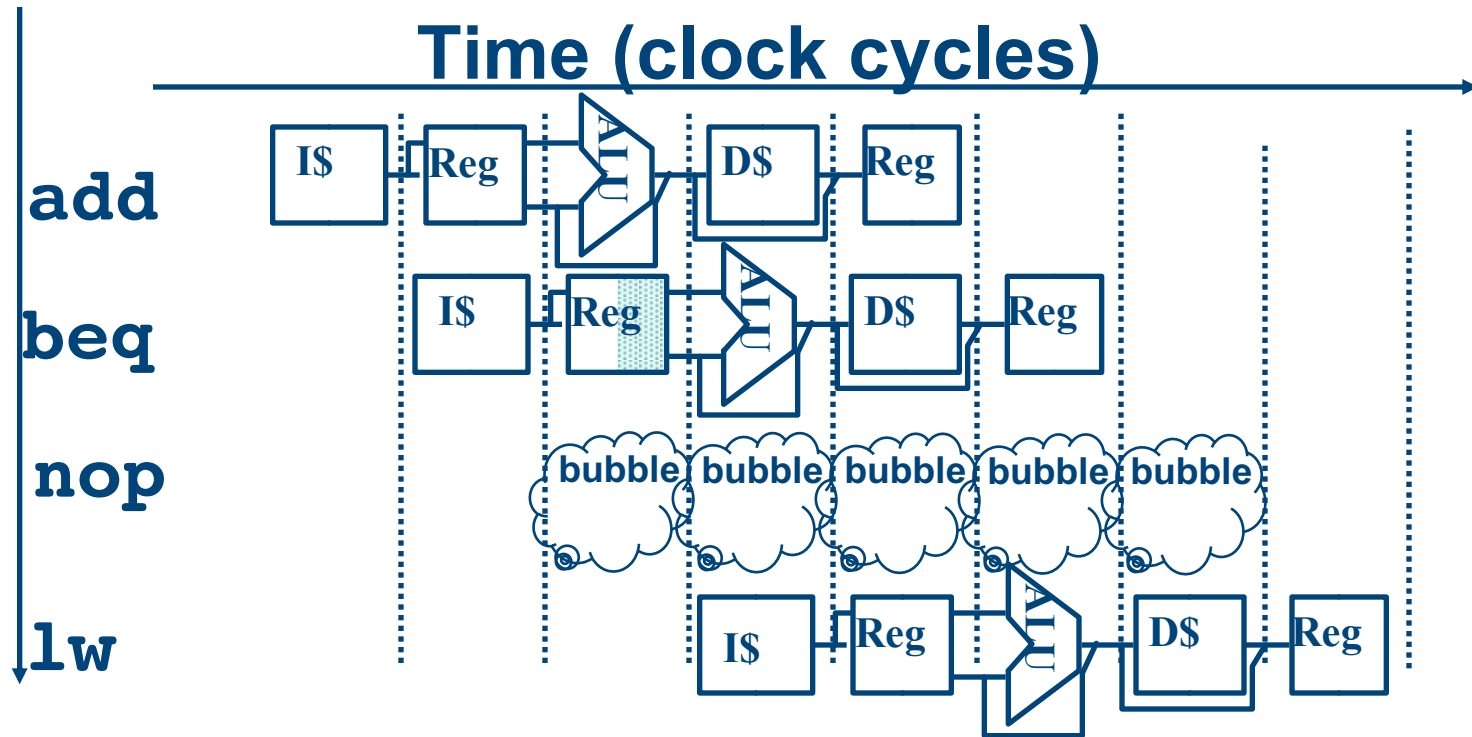 Time (clock cycles)
add
I$ Reg ALU D$ Reg
beq
I$ Reg ALU D$ Reg
nop
bubble bubble bubble bubble bubble
lw
I$ Reg ALU D$ Reg